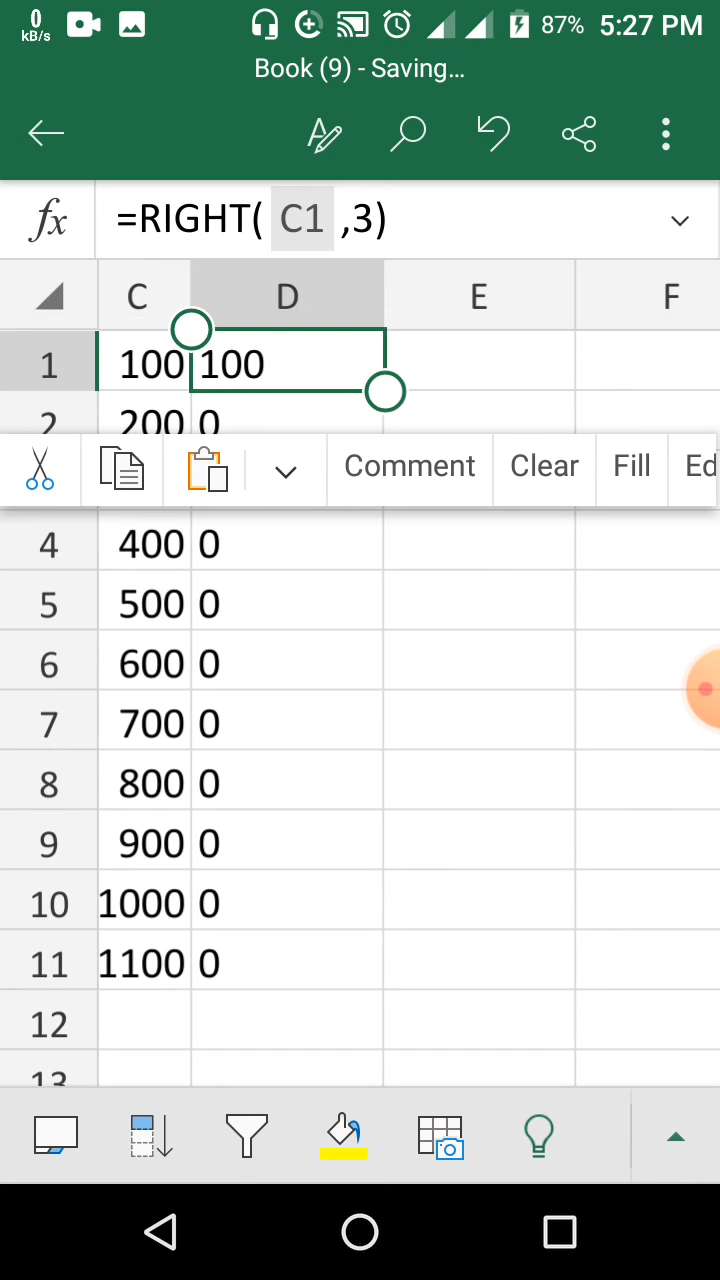 0 kB/s 87% 5:27 PM
Book (9) - Saving...
fx =RIGHT( C1 ,3)
C D E F
1 100 100
2 200 0
Comment Clear Fill Ed
4 400 0
5 500 0
6 600 0
7 700 0
8 800 0
9 900 0
10 1000 0
11 1100 0
12
13